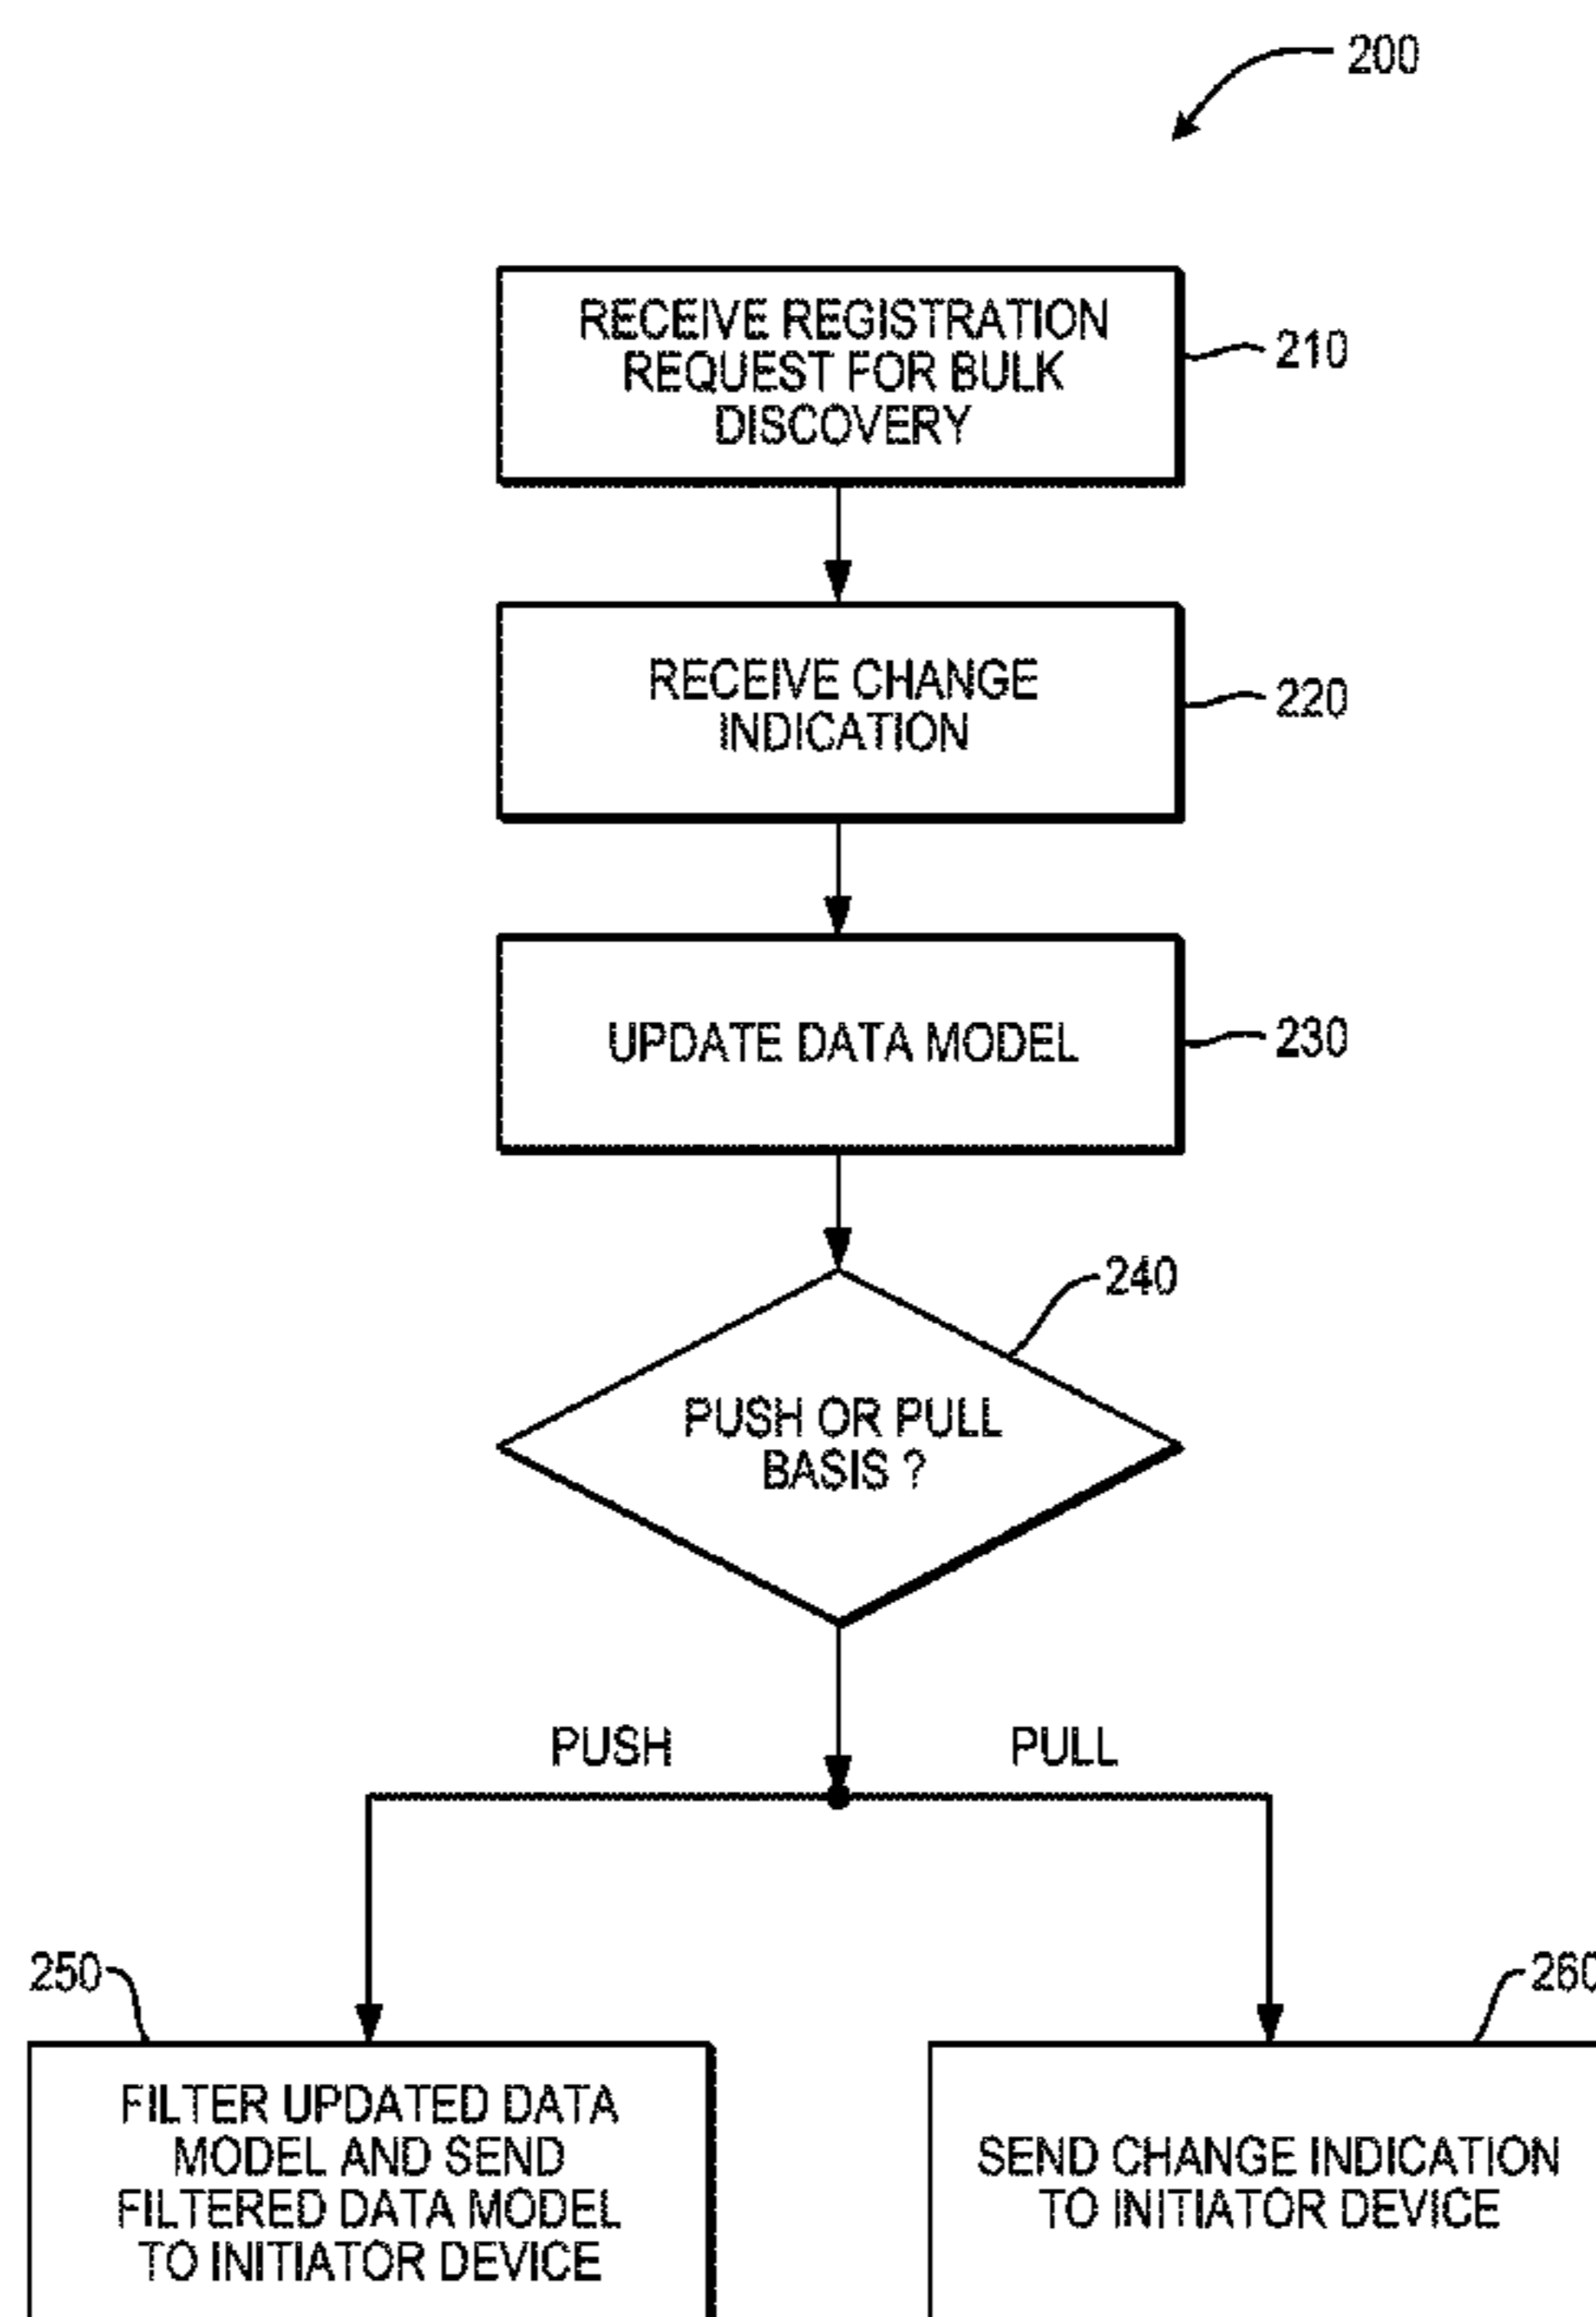 200
RECEIVE REGISTRATION
REQUEST FOR BULK
DISCOVERY
210
RECEIVE CHANGE
INDICATION
220
UPDATE DATA MODEL
230
240
PUSH OR PULL
BASIS ?
PUSH
PULL
250
260
FILTER UPDATED DATA
MODEL AND SEND
FILTERED DATA MODEL
TO INITIATOR DEVICE
SEND CHANGE INDICATION
TO INITIATOR DEVICE